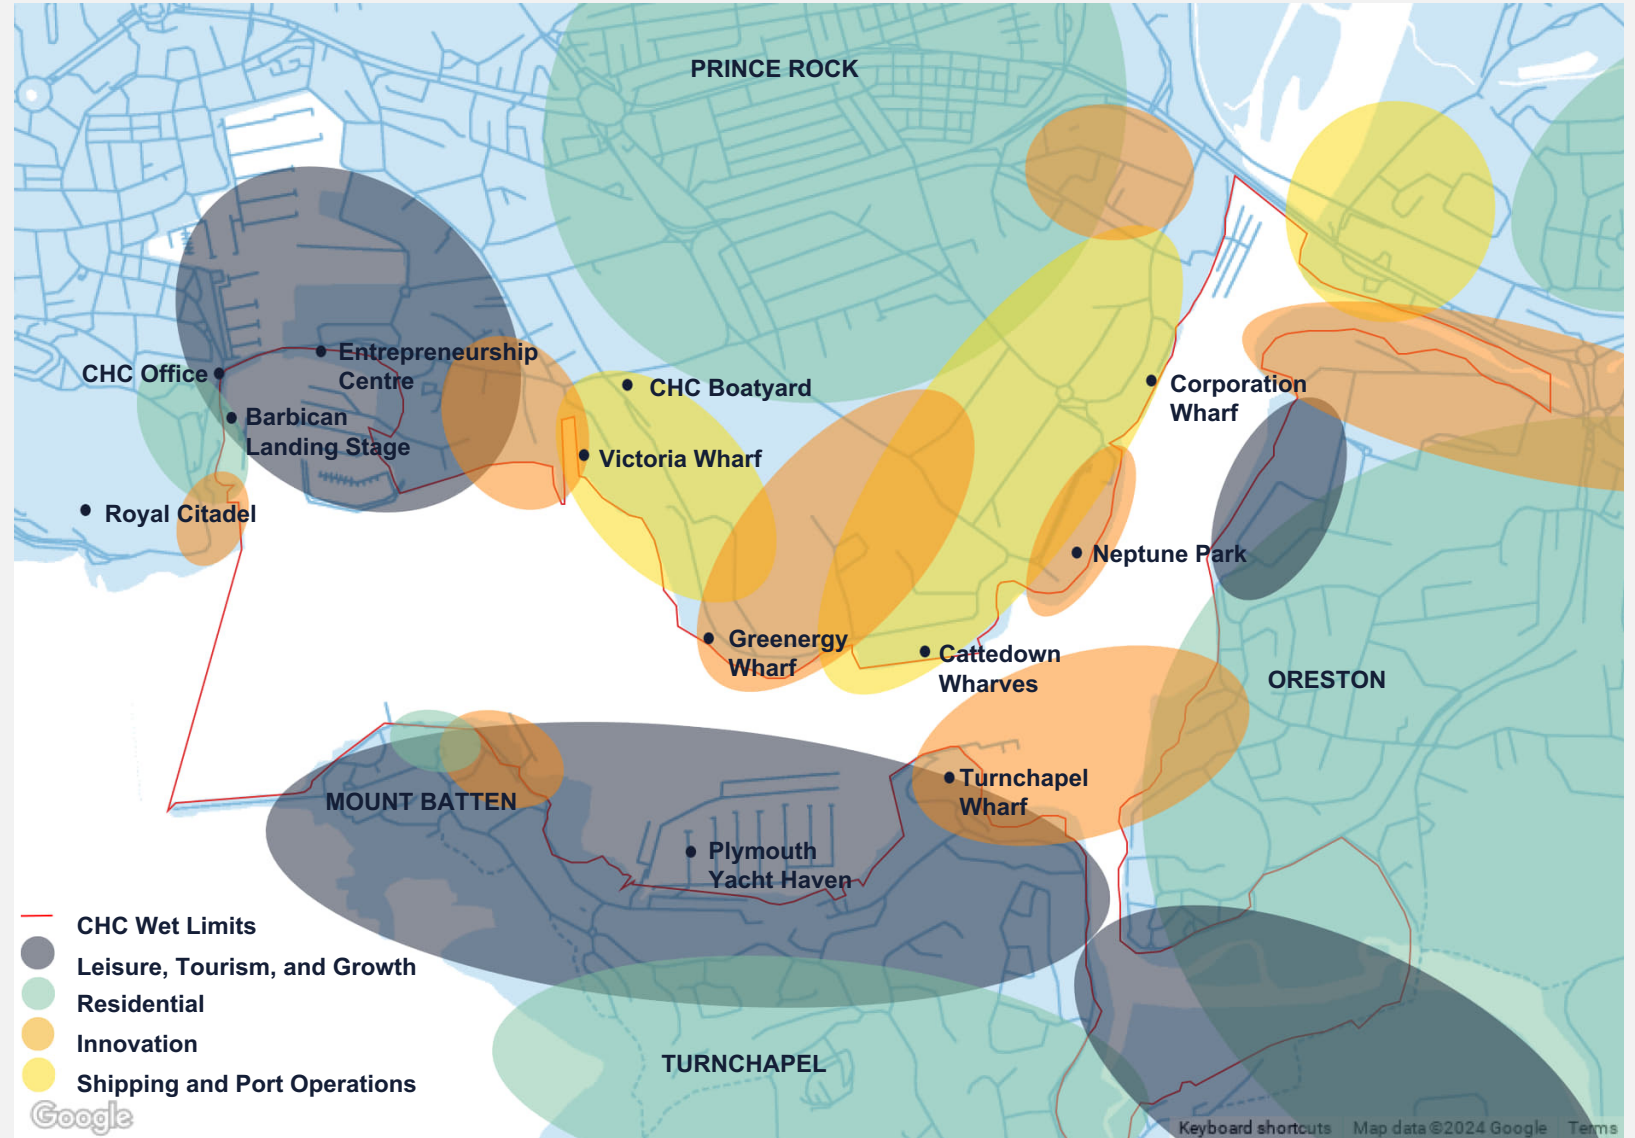 PRINCE ROCK
Entrepreneurship
Centre
CHC Office
CHC Boatyard
Corporation
Wharf
Barbican
Landing Stage
Victoria Wharf
Royal Citadel
Neptune Park
Greenergy
Wharf
Cattedown
Wharves
ORESTON
Turnchapel
Wharf
MOUNT BATTEN
Plymouth
Yacht Haven
CHC Wet Limits
Leisure, Tourism, and Growth
Residential
Innovation
Shipping and Port Operations
TURNCHAPEL
Google
Keyboard shortcuts Map data ©2024 Google Terms